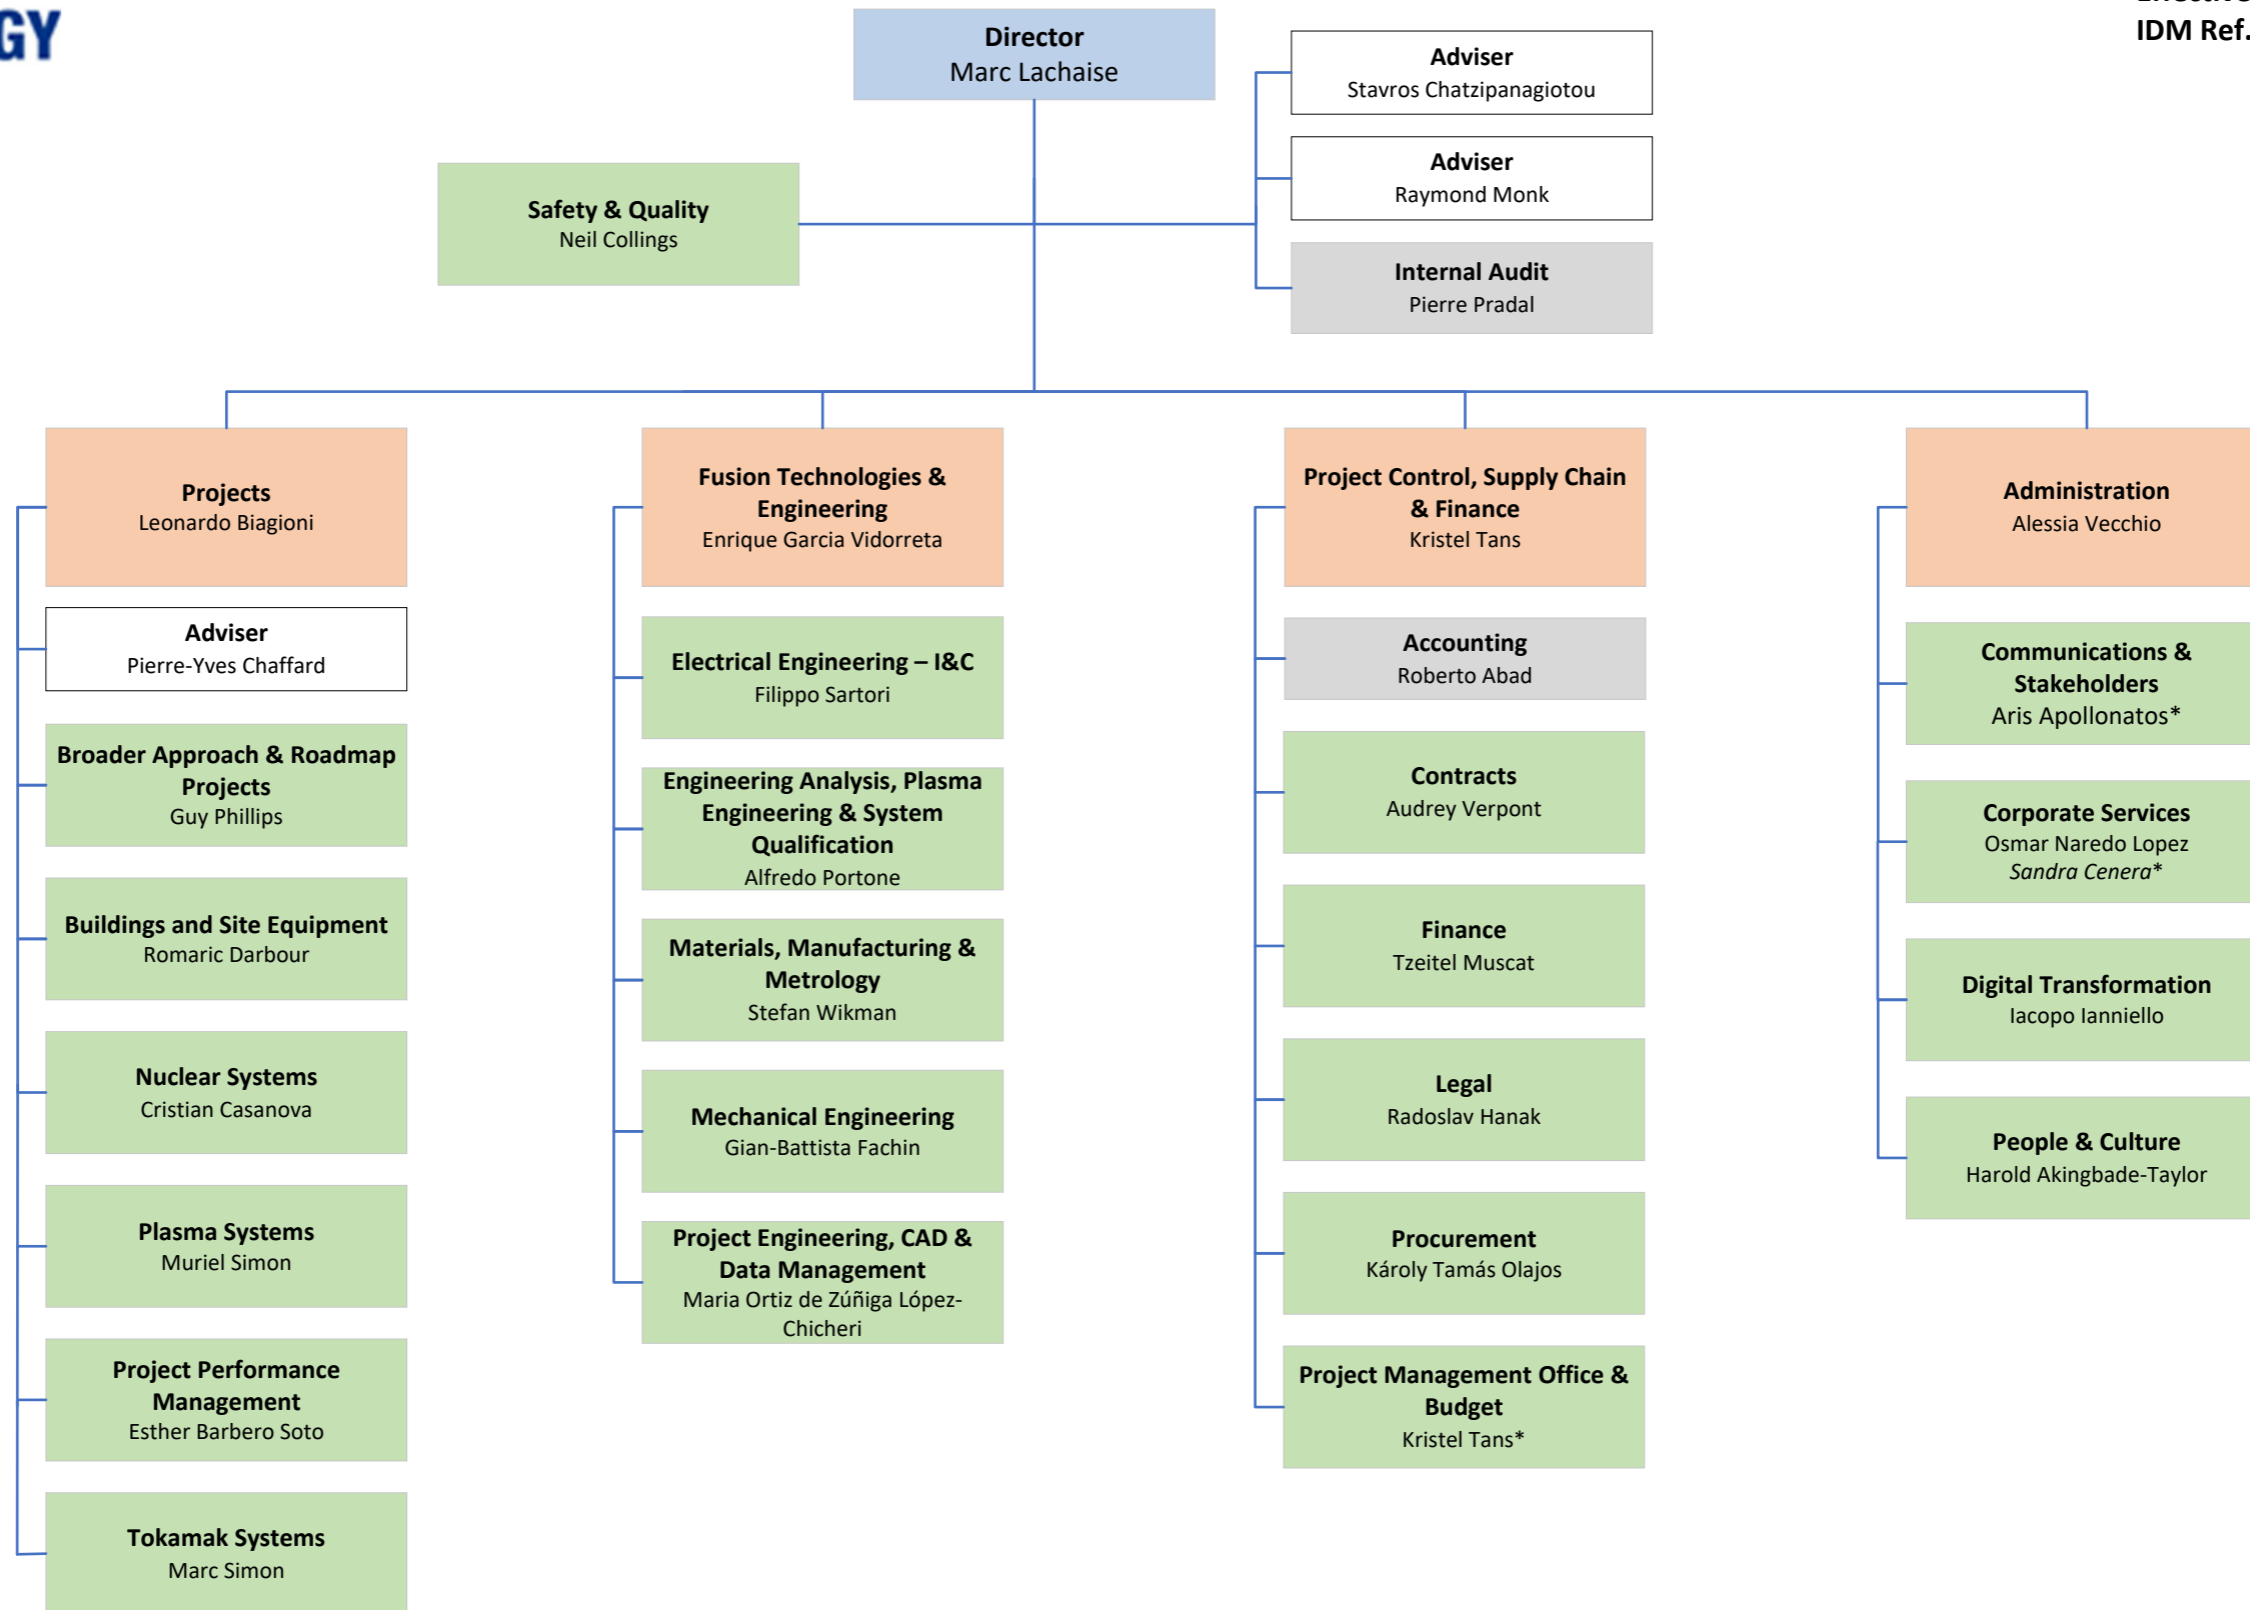 GY
IDM Ref.
Director
Marc Lachaise
Adviser
Stavros Chatzipanagiotou
Adviser
Raymond Monk
Safety & Quality
Neil Collings
Internal Audit
Pierre Pradal
Projects
Leonardo Biagioni
Adviser
Pierre-Yves Chaffard
Broader Approach & Roadmap
Projects
Guy Phillips
Buildings and Site Equipment
Romaric Darbour
Nuclear Systems
Cristian Casanova
Plasma Systems
Muriel Simon
Project Performance
Management
Esther Barbero Soto
Tokamak Systems
Marc Simon
Fusion Technologies &
Engineering
Enrique Garcia Vidorreta
Electrical Engineering – I&C
Filippo Sartori
Engineering Analysis, Plasma
Engineering & System
Qualification
Alfredo Portone
Materials, Manufacturing &
Metrology
Stefan Wikman
Mechanical Engineering
Gian-Battista Fachin
Project Engineering, CAD &
Data Management
Maria Ortiz de Zúñiga López-
Chicheri
Project Control, Supply Chain
& Finance
Kristel Tans
Accounting
Roberto Abad
Contracts
Audrey Verpont
Finance
Tzeitel Muscat
Legal
Radoslav Hanak
Procurement
Károly Tamás Olajos
Project Management Office &
Budget
Kristel Tans*
Administration
Alessia Vecchio
Communications &
Stakeholders
Aris Apollonatos*
Corporate Services
Osmar Naredo Lopez
Sandra Cenera*
Digital Transformation
Iacopo Ianniello
People & Culture
Harold Akingbade-Taylor